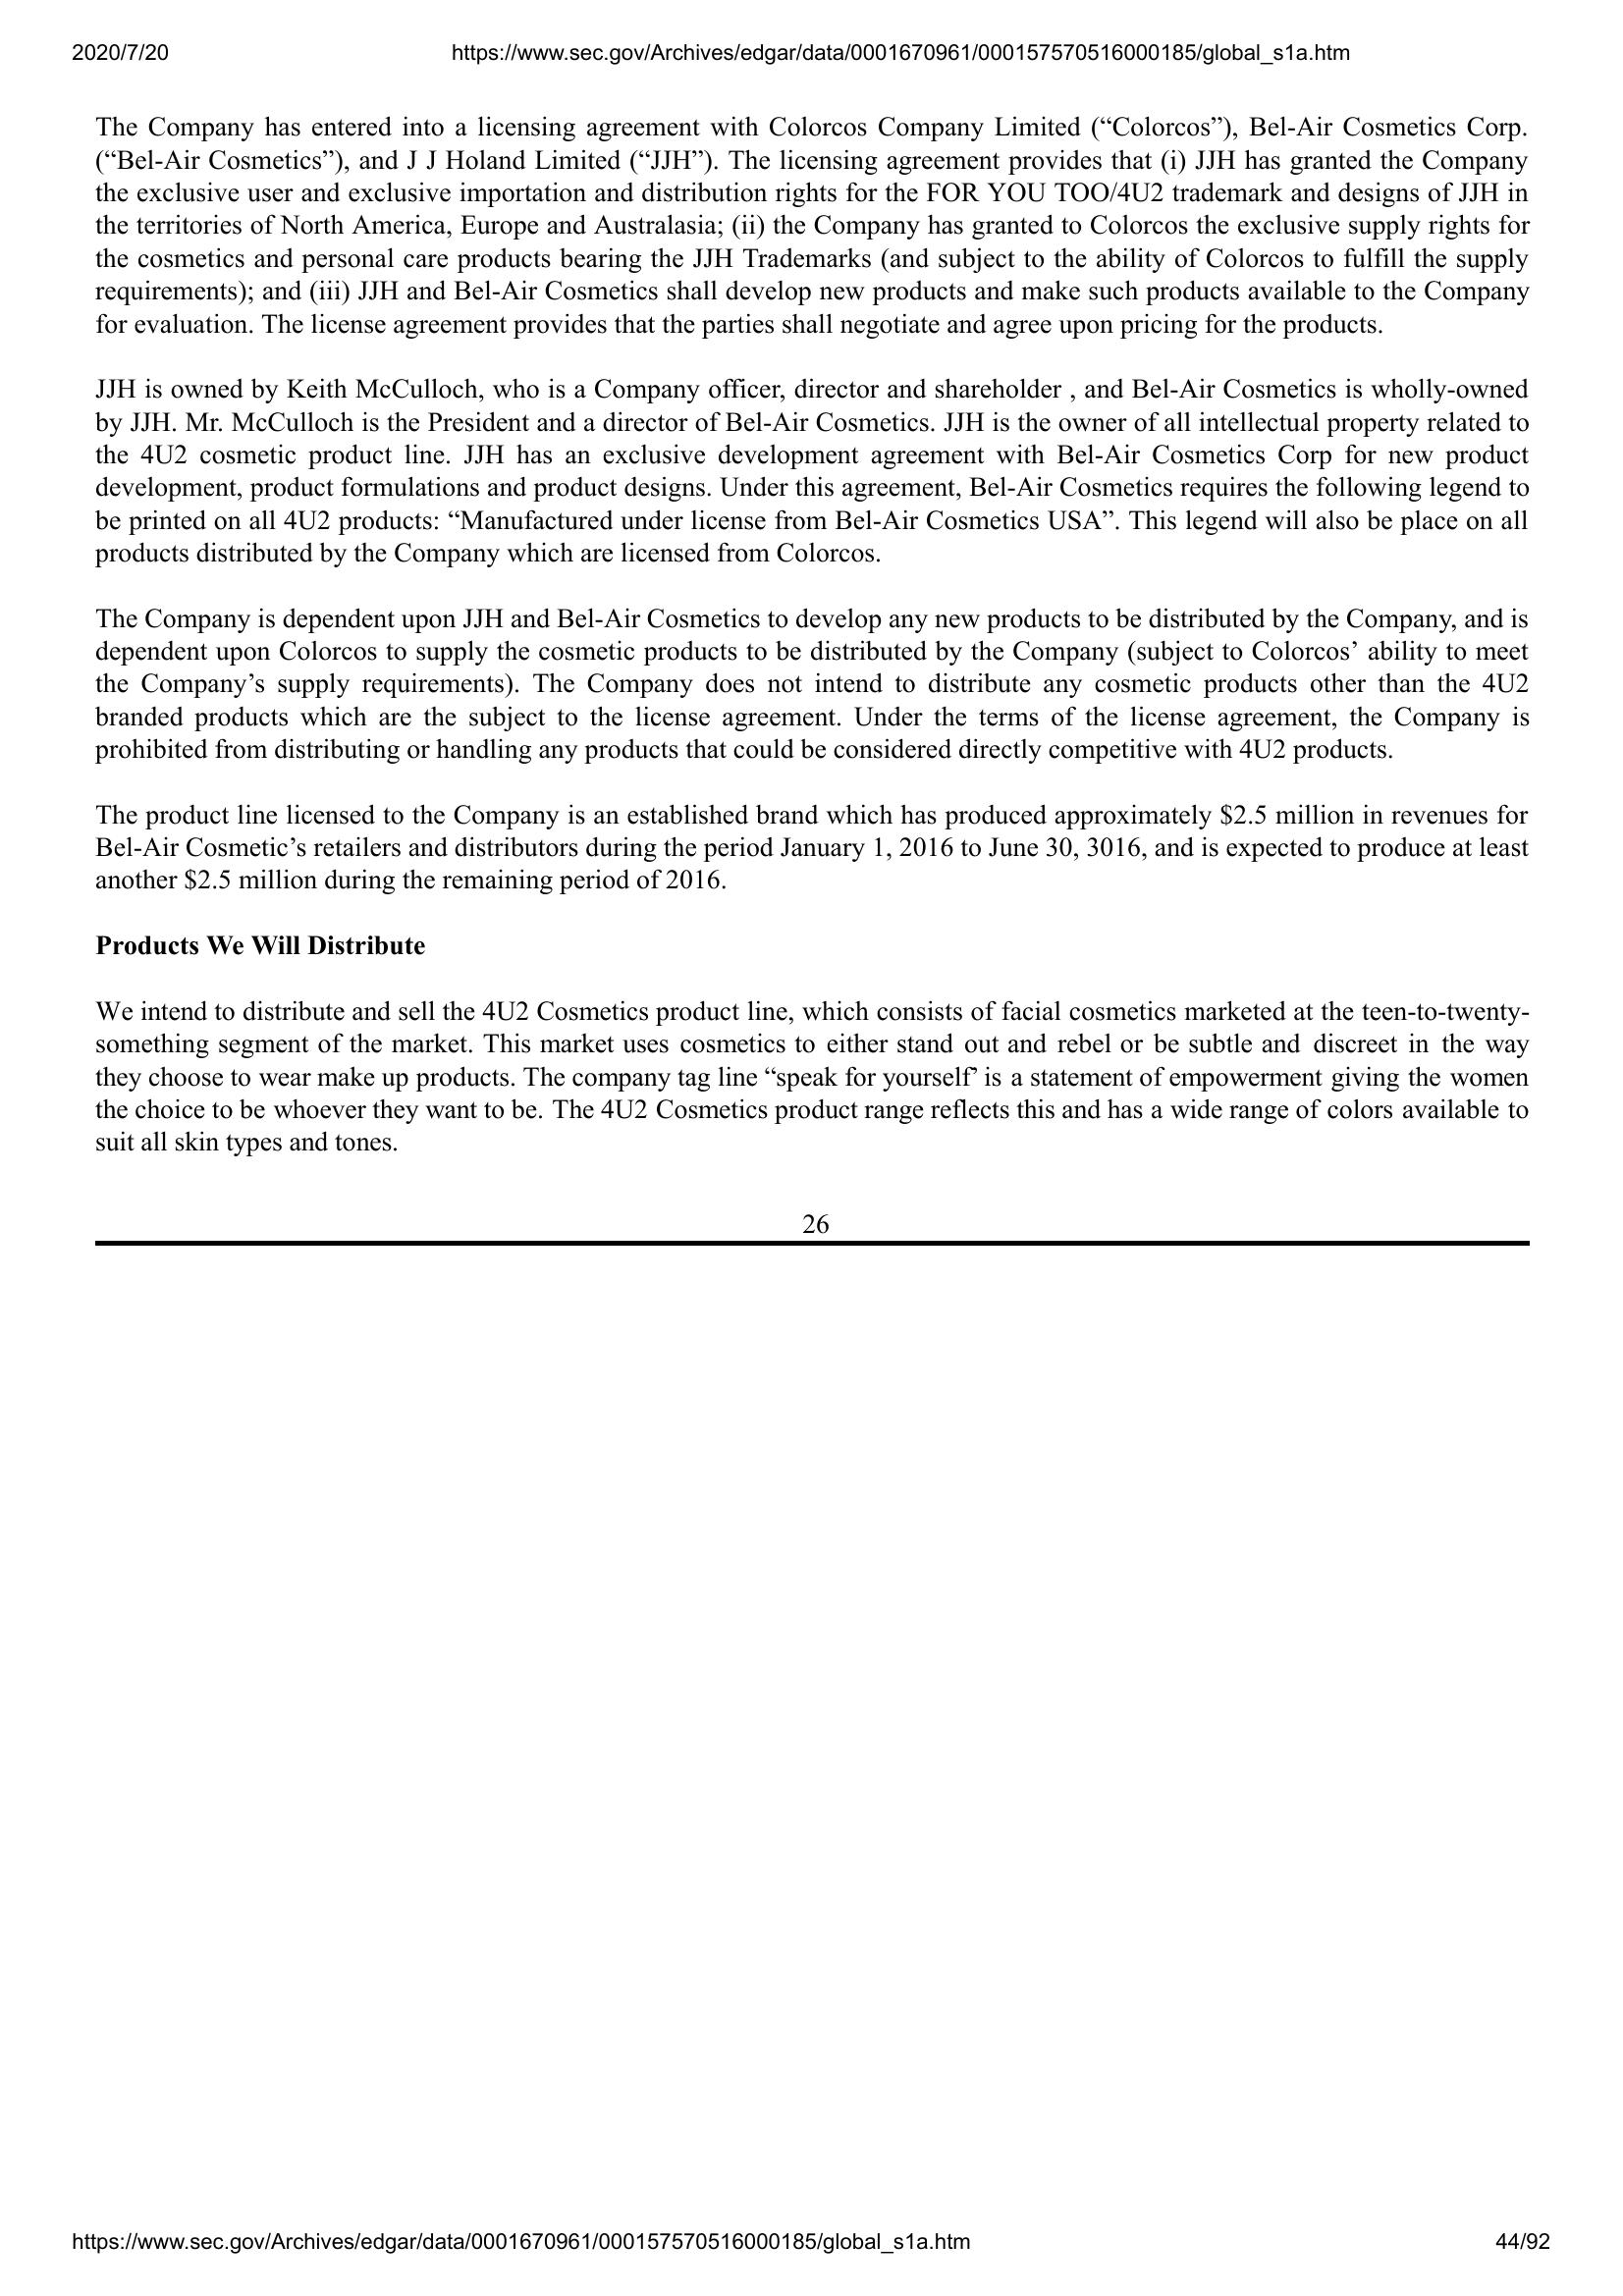 2020/7/20 https://www.sec.gov/Archives/edgar/data/0001670961/000157570516000185/global_s1a.htm
The Company has entered into a licensing agreement with Colorcos Company Limited (“Colorcos”), Bel-Air Cosmetics Corp.
(“Bel-Air Cosmetics”), and J J Holand Limited (“JJH”). The licensing agreement provides that (i) JJH has granted the Company
the exclusive user and exclusive importation and distribution rights for the FOR YOU TOO/4U2 trademark and designs of JJH in
the territories of North America, Europe and Australasia; (ii) the Company has granted to Colorcos the exclusive supply rights for
the cosmetics and personal care products bearing the JJH Trademarks (and subject to the ability of Colorcos to fulfill the supply
requirements); and (iii) JJH and Bel-Air Cosmetics shall develop new products and make such products available to the Company
for evaluation. The license agreement provides that the parties shall negotiate and agree upon pricing for the products.
JJH is owned by Keith McCulloch, who is a Company officer, director and shareholder , and Bel-Air Cosmetics is wholly-owned
by JJH. Mr. McCulloch is the President and a director of Bel-Air Cosmetics. JJH is the owner of all intellectual property related to
the 4U2 cosmetic product line. JJH has an exclusive development agreement with Bel-Air Cosmetics Corp for new product
development, product formulations and product designs. Under this agreement, Bel-Air Cosmetics requires the following legend to
be printed on all 4U2 products: “Manufactured under license from Bel-Air Cosmetics USA”. This legend will also be place on all
products distributed by the Company which are licensed from Colorcos.
The Company is dependent upon JJH and Bel-Air Cosmetics to develop any new products to be distributed by the Company, and is
dependent upon Colorcos to supply the cosmetic products to be distributed by the Company (subject to Colorcos’ ability to meet
the Company’s supply requirements). The Company does not intend to distribute any cosmetic products other than the 4U2
branded products which are the subject to the license agreement. Under the terms of the license agreement, the Company is
prohibited from distributing or handling any products that could be considered directly competitive with 4U2 products.
The product line licensed to the Company is an established brand which has produced approximately $2.5 million in revenues for
Bel-Air Cosmetic’s retailers and distributors during the period January 1, 2016 to June 30, 3016, and is expected to produce at least
another $2.5 million during the remaining period of 2016.
Products We Will Distribute
We intend to distribute and sell the 4U2 Cosmetics product line, which consists of facial cosmetics marketed at the teen-to-twenty-
something segment of the market. This market uses cosmetics to either stand out and rebel or be subtle and discreet in the way
they choose to wear make up products. The company tag line “speak for yourself’ is a statement of empowerment giving the women
the choice to be whoever they want to be. The 4U2 Cosmetics product range reflects this and has a wide range of colors available to
suit all skin types and tones.
26
https://www.sec.gov/Archives/edgar/data/0001670961/000157570516000185/global_s1a.htm 44/92